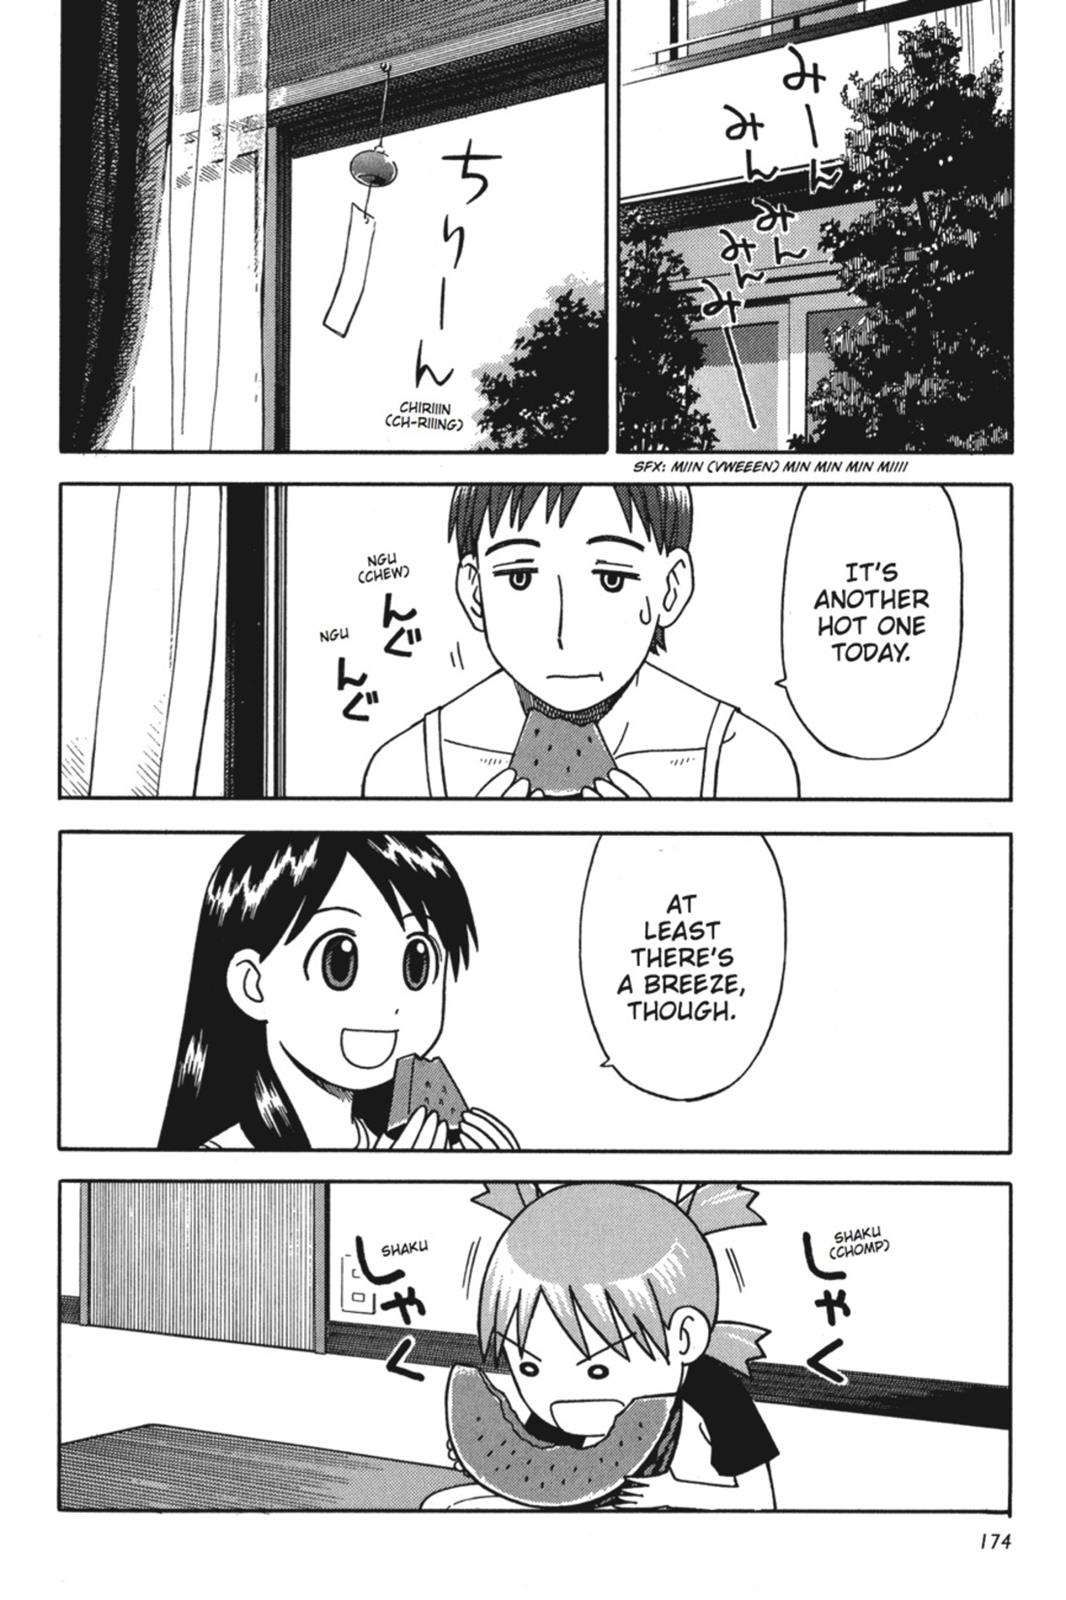 みーん
みんみんみんみー
SFX: MIIN (VWEEEN) MIN MIN MIN MIIII
ちりーん
CHIRIIIN
(CH-RIIING)
IT'S
ANOTHER
HOT ONE
TODAY.
NGU
(CHEW)
んぐ
NGU
んぐ
AT
LEAST
THERE'S
A BREEZE,
THOUGH.
SHAKU
(CHOMP)
しゃく
SHAKU
しゃく
174